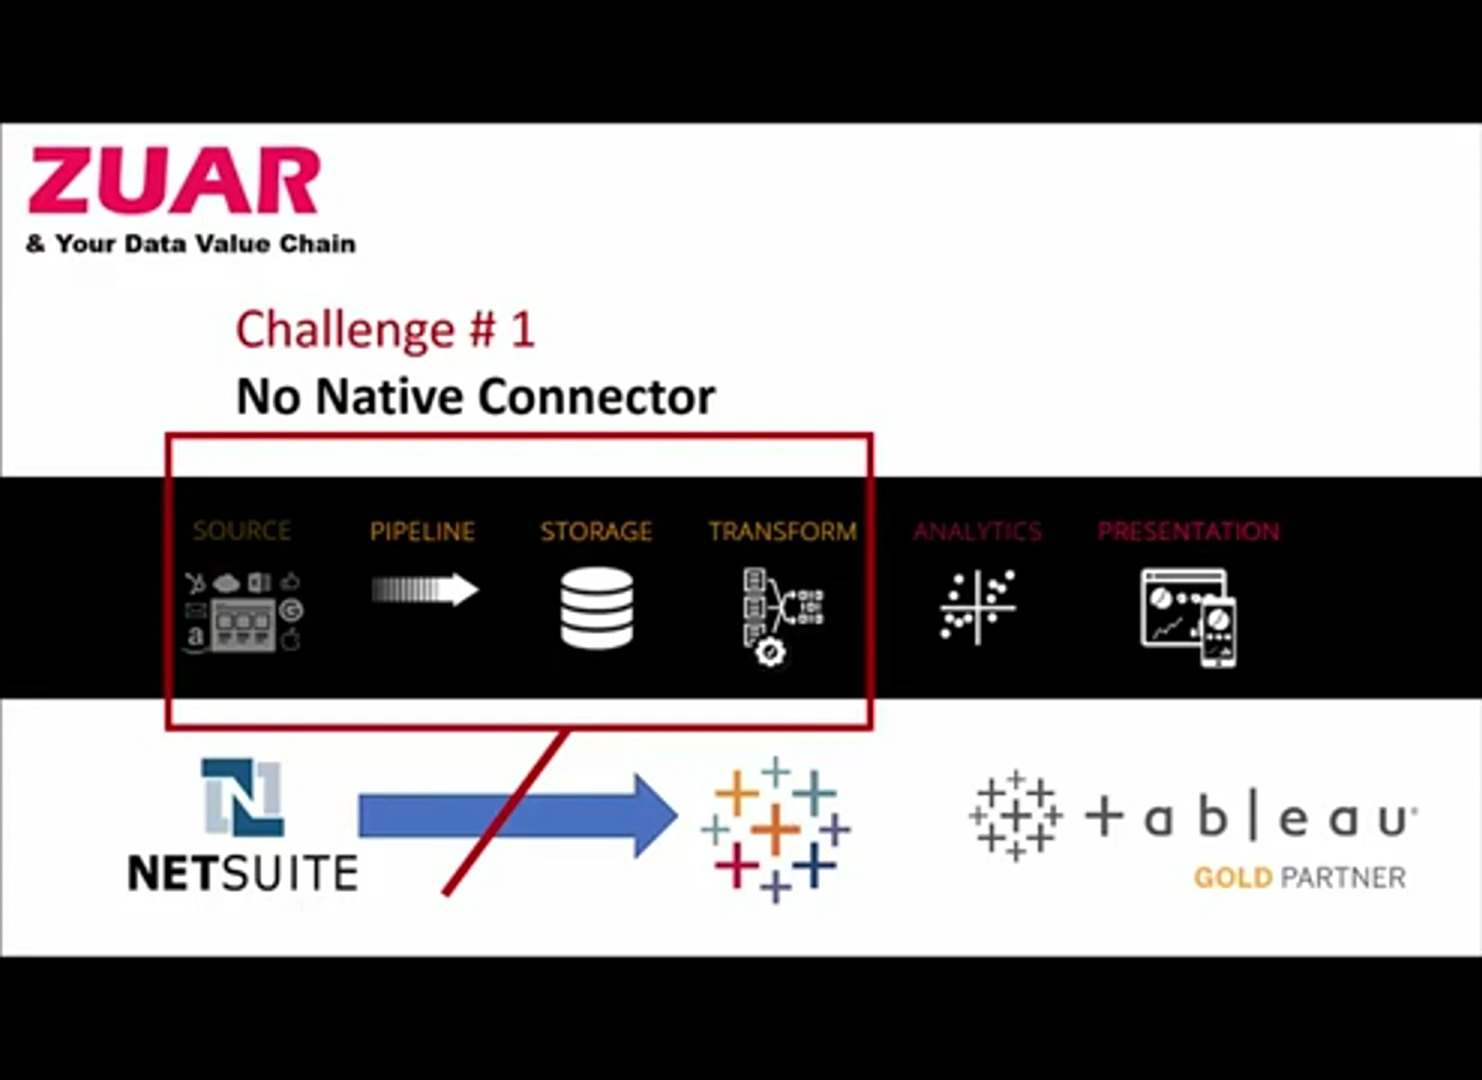 ZUAR
& Your Data Value Chain
Challenge # 1
No Native Connector
SOURCE PIPELINE STORAGE TRANSFORM ANALYTICS PRESENTATION
NETSUITE
+ a b | e a u
GOLD PARTNER